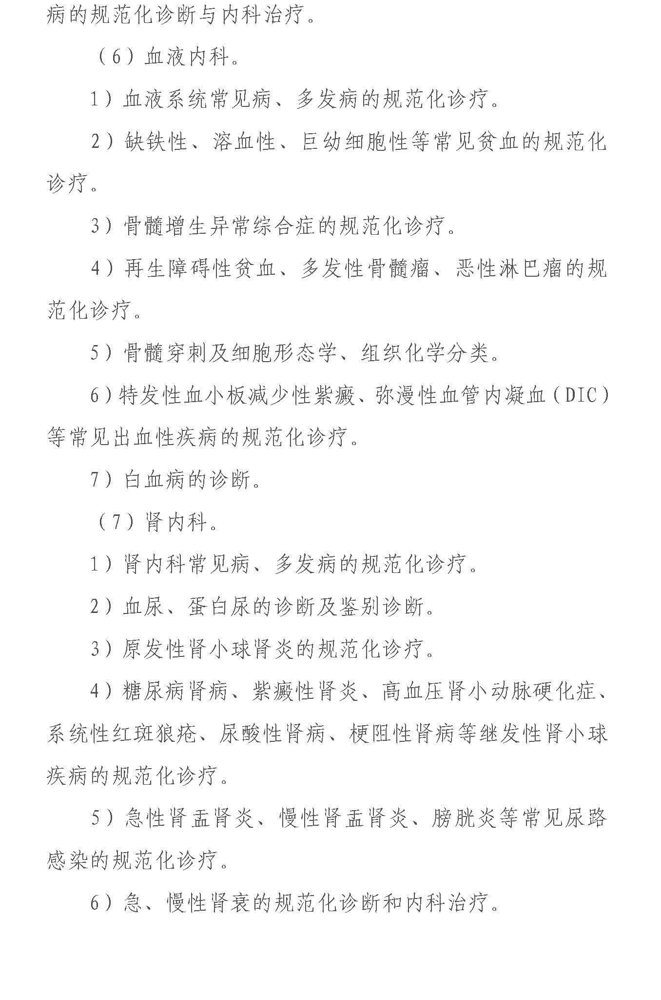 病的规范化诊断与内科治疗。
（6）血液内科。
1）血液系统常见病、多发病的规范化诊疗。
2）缺铁性、溶血性、巨幼细胞性等常见贫血的规范化
诊疗。
3）骨髓增生异常综合症的规范化诊疗。
4）再生障碍性贫血、多发性骨髓瘤、恶性淋巴瘤的规
范化诊疗。
5）骨髓穿刺及细胞形态学、组织化学分类。
6）特发性血小板减少性紫癜、弥漫性血管内凝血（DIC）
等常见出血性疾病的规范化诊疗。
7）白血病的诊断。
（7）肾内科。
1）肾内科常见病、多发病的规范化诊疗。
2）血尿、蛋白尿的诊断及鉴别诊断。
3）原发性肾小球肾炎的规范化诊疗。
4）糖尿病肾病、紫癜性肾炎、高血压肾小动脉硬化症、
系统性红斑狼疮、尿酸性肾病、梗阻性肾病等继发性肾小球
疾病的规范化诊疗。
5）急性肾盂肾炎、慢性肾盂肾炎、膀胱炎等常见尿路
感染的规范化诊疗。
6）急、慢性肾衰的规范化诊断和内科治疗。